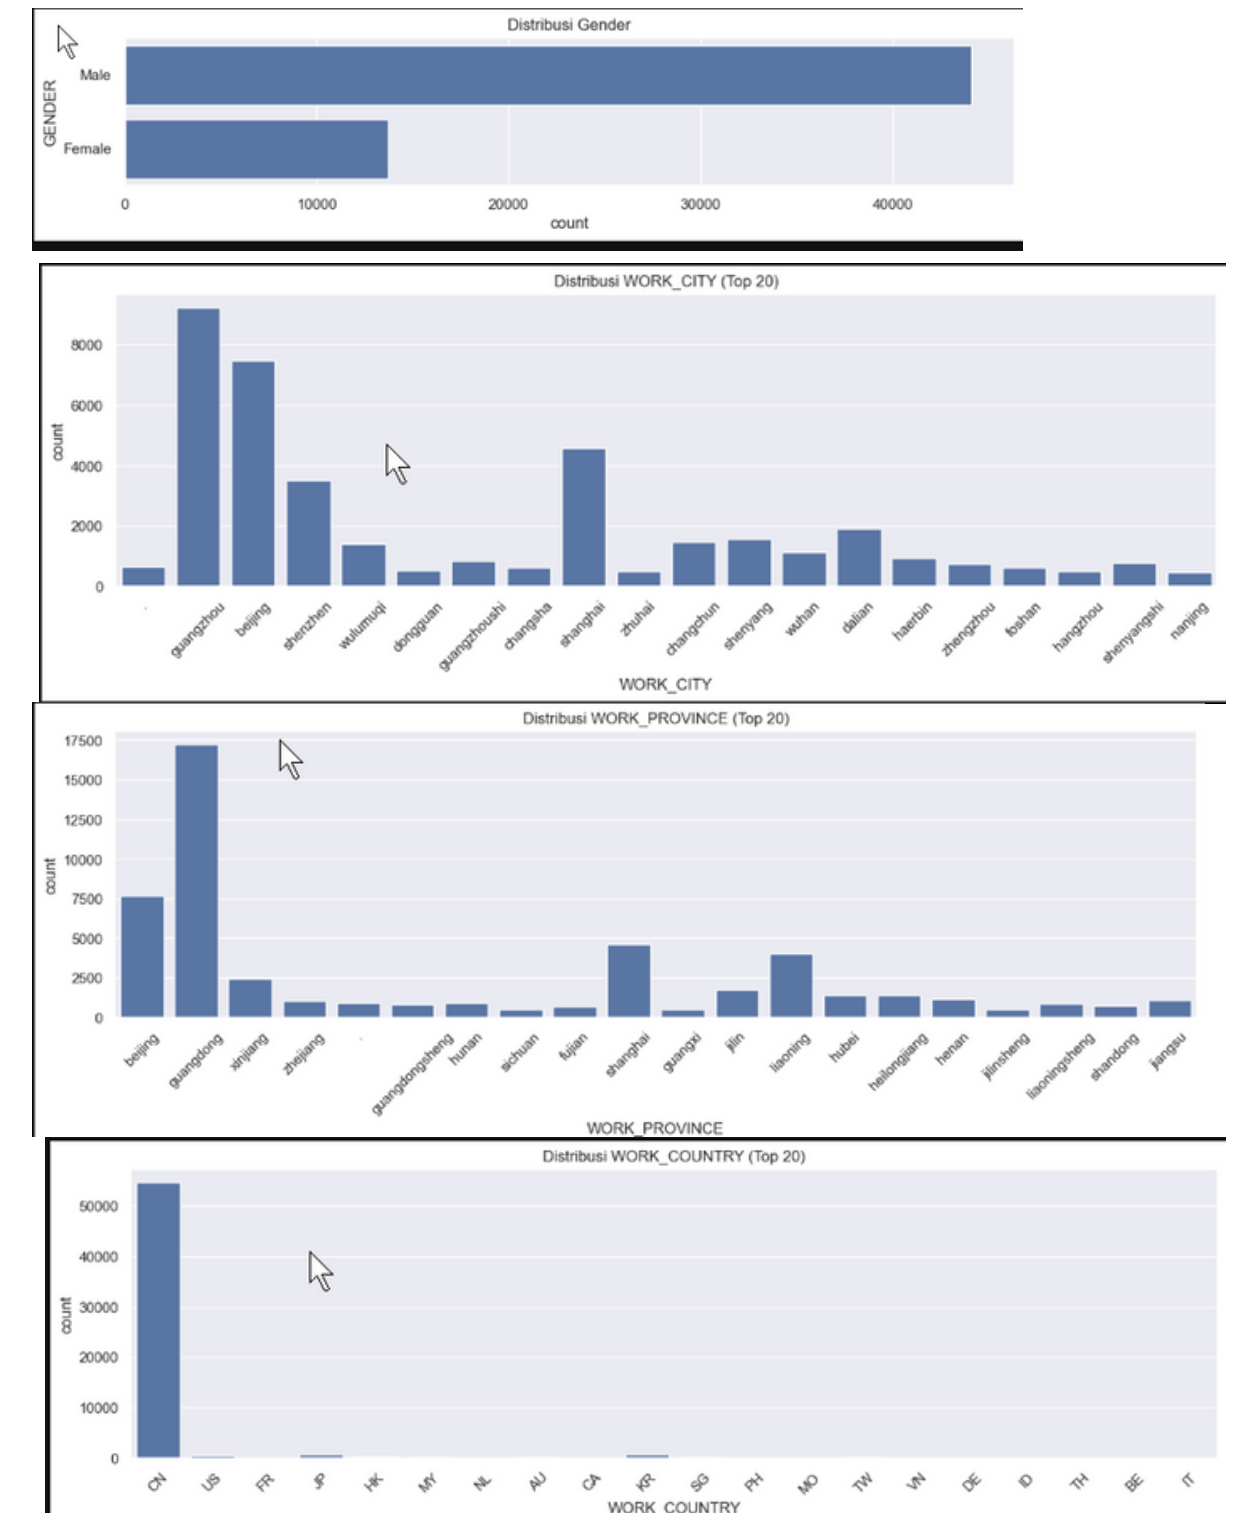 Distribusi Gender
GENDER
Male
Female
0 10000 20000 30000 40000
count
Distribusi WORK_CITY (Top 20)
count
8000
6000
4000
2000
0
. guangzhou beijing shenzhen wulumuqi dongguan guangzhoushi changsha shanghai zhuhai changchun shenyang wuhan dalian haerbin zhengzhou foshan hangzhou shenyangshi nanjing
WORK_CITY
Distribusi WORK_PROVINCE (Top 20)
count
17500
15000
12500
10000
7500
5000
2500
0
beijing guangdong xinjiang zhejiang . guangdongsheng hunan sichuan fujian shanghai guangxi jilin liaoning hubei heilongjiang henan jilinsheng liaoningsheng shandong jiangsu
WORK_PROVINCE
Distribusi WORK_COUNTRY (Top 20)
count
50000
40000
30000
20000
10000
0
CN US FR JP HK MY NL AU CA KR SG PH MO TW VN DE ID TH BE IT
WORK_COUNTRY